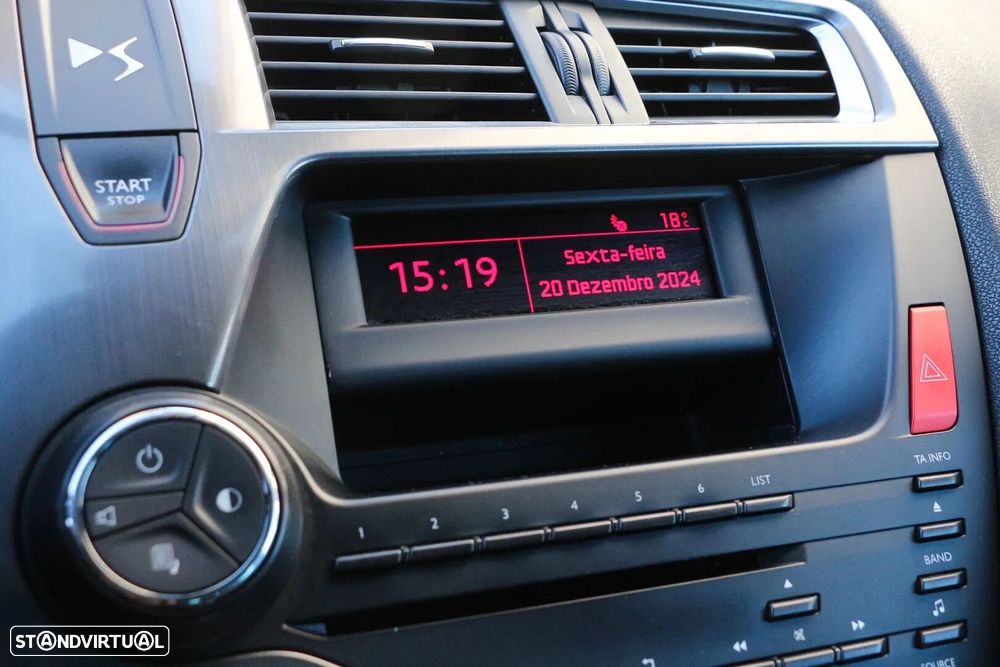 START
STOP
18°C
15:19
Sexta-feira
20 Dezembro 2024
TA INFO
1 2 3 4 5 6 LIST
BAND
SOURCE
STANDVIRTUAL